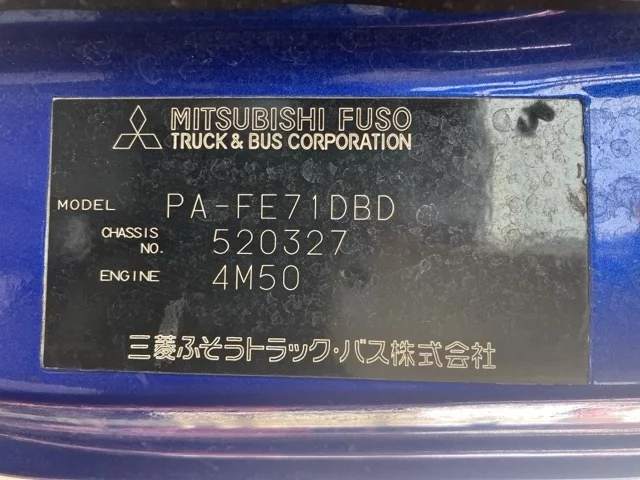 MITSUBISHI FUSO
TRUCK & BUS CORPORATION
MODEL PA-FE71DBD
CHASSIS NO. 520327
ENGINE 4M50
三菱ふそうトラック・バス株式会社